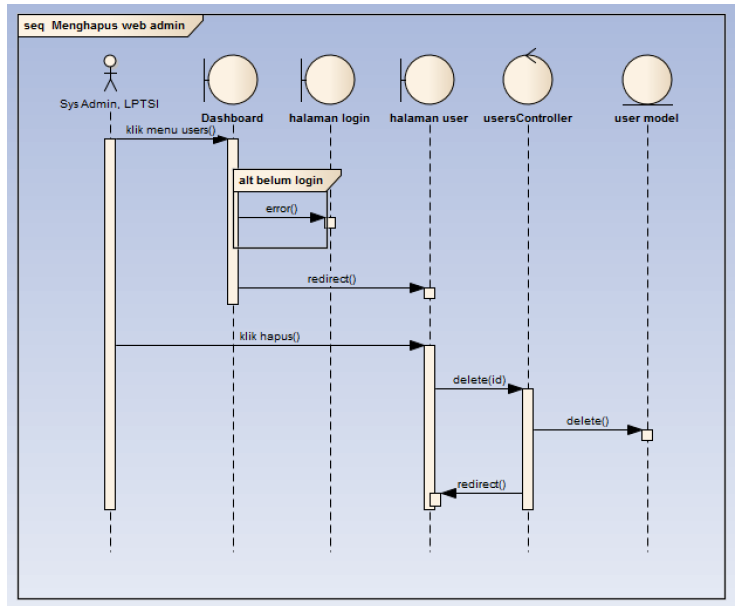 seq Menghapus web admin
Sys Admin, LPTSI
Dashboard
halaman login
halaman user
usersController
user model
klik menu users()
alt belum login
error()
redirect()
klik hapus()
delete(id)
delete()
redirect()